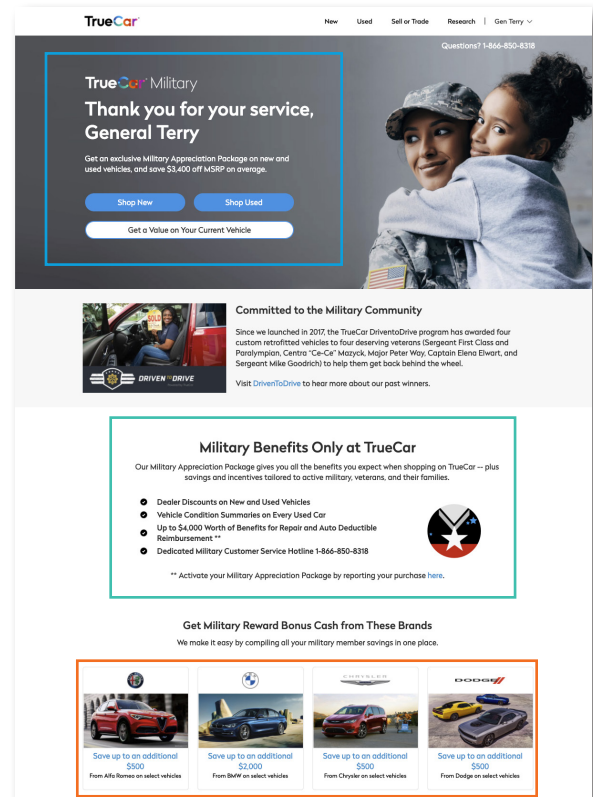 TrueCar
New Used Sell or Trade Research | Gen Terry
Questions? 1-866-850-8318
TrueCar Military
Thank you for your service,
General Terry
Get an exclusive Military Appreciation Package on new and
used vehicles, and save $3,400 off MSRP on average.
Shop New Shop Used
Get a Value on Your Current Vehicle
SOLD
DRIVEN TO DRIVE
Committed to the Military Community
Since we launched in 2017, the TrueCar DriventoDrive program has awarded four
custom retrofitted vehicles to four deserving veterans (Sergeant First Class and
Paralympian, Centra "Ce-Ce" Mazyck, Major Peter Way, Captain Elena Elwart, and
Sergeant Mike Goodrich) to help them get back behind the wheel.
Visit DrivenToDrive to hear more about our past winners.
Military Benefits Only at TrueCar
Our Military Appreciation Package gives you all the benefits you expect when shopping on TrueCar -- plus
savings and incentives tailored to active military, veterans, and their families.
Dealer Discounts on New and Used Vehicles
Vehicle Condition Summaries on Every Used Car
Up to $4,000 Worth of Benefits for Repair and Auto Deductible
Reimbursement **
Dedicated Military Customer Service Hotline 1-866-850-8318
** Activate your Military Appreciation Package by reporting your purchase here.
Get Military Reward Bonus Cash from These Brands
We make it easy by compiling all your military member savings in one place.
CHRYSLER DODGE
Save up to an additional
$500
From Alfa Romeo on select vehicles
Save up to an additional
$2,000
From BMW on select vehicles
Save up to an additional
$500
From Chrysler on select vehicles
Save up to an additional
$500
From Dodge on select vehicles